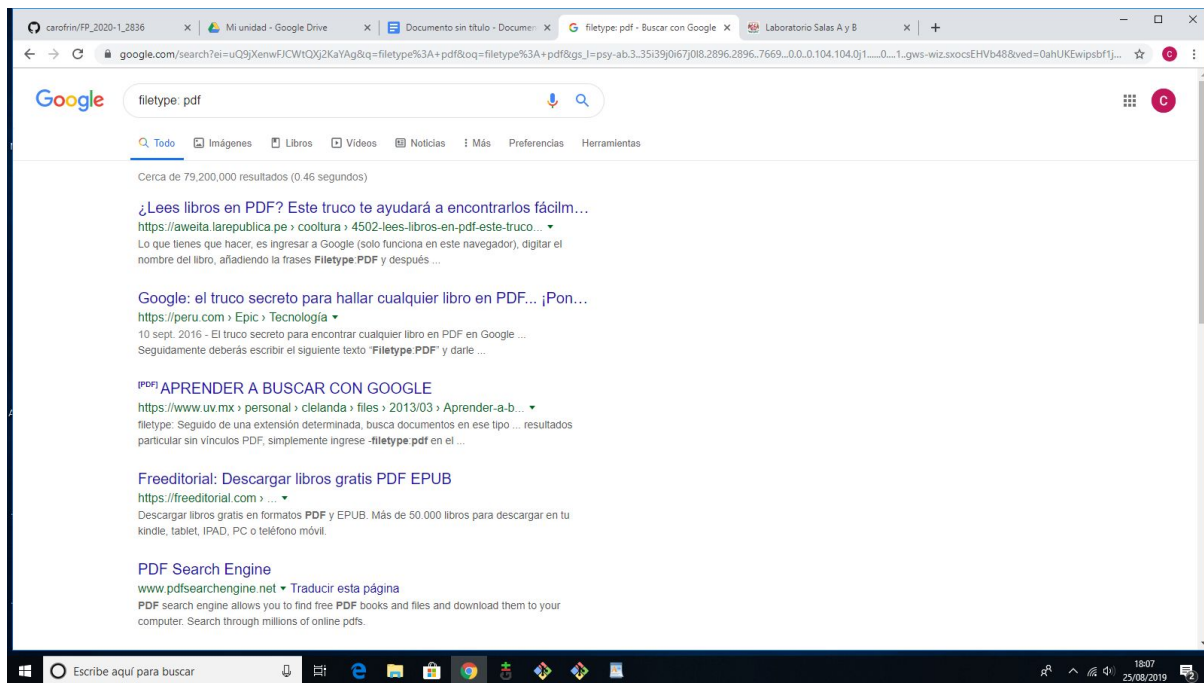 carofrin/FP_2020-1_2836
Mi unidad - Google Drive
Documento sin título - Documen
filetype: pdf - Buscar con Google
Laboratorio Salas A y B
google.com/search?ei=uQ9jXenwFJCWtQXj2KaYAg&q=filetype%3A+pdf&oq=filetype%3A+pdf&gs_l=psy-ab.3..35i39j0i67j0l8.2896.2896..7669...0.0..0.104.104.0j1......0....1..gws-wiz.sxocsEHVb48&ved=0ahUKEwipsbf1j...
C
Google
filetype: pdf
C
Todo Imágenes Libros Vídeos Noticias Más Preferencias Herramientas
Cerca de 79,200,000 resultados (0.46 segundos)
¿Lees libros en PDF? Este truco te ayudará a encontrarlos fácilm...
https://aweita.larepublica.pe › cooltura › 4502-lees-libros-en-pdf-este-truco...
Lo que tienes que hacer, es ingresar a Google (solo funciona en este navegador), digitar el
nombre del libro, añadiendo la frases Filetype:PDF y después ...
Google: el truco secreto para hallar cualquier libro en PDF... ¡Pon...
https://peru.com › Epic › Tecnología
10 sept. 2016 - El truco secreto para encontrar cualquier libro en PDF en Google ...
Seguidamente deberás escribir el siguiente texto “Filetype:PDF” y darle ...
[PDF] APRENDER A BUSCAR CON GOOGLE
https://www.uv.mx › personal › clelanda › files › 2013/03 › Aprender-a-b...
filetype: Seguido de una extensión determinada, busca documentos en ese tipo ... resultados
particular sin vínculos PDF, simplemente ingrese -filetype:pdf en el ...
Freeditorial: Descargar libros gratis PDF EPUB
https://freeditorial.com › ...
Descargar libros gratis en formatos PDF y EPUB. Más de 50.000 libros para descargar en tu
kindle, tablet, IPAD, PC o teléfono móvil.
PDF Search Engine
www.pdfsearchengine.net Traducir esta página
PDF search engine allows you to find free PDF books and files and download them to your
computer. Search through millions of online pdfs.
Escribe aquí para buscar
18:07
25/08/2019
2